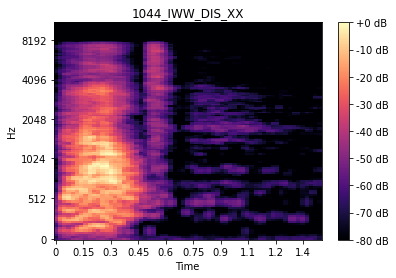 1044_IWW_DIS_XX
+0 dB
8192
-10 dB
4096
-20 dB
-30 dB
2048
Hz
-40 dB
1024
-50 dB
512
-60 dB
-70 dB
0
-80 dB
0 0.15 0.3 0.45 0.6 0.75 0.9 1.1 1.2 1.4
Time